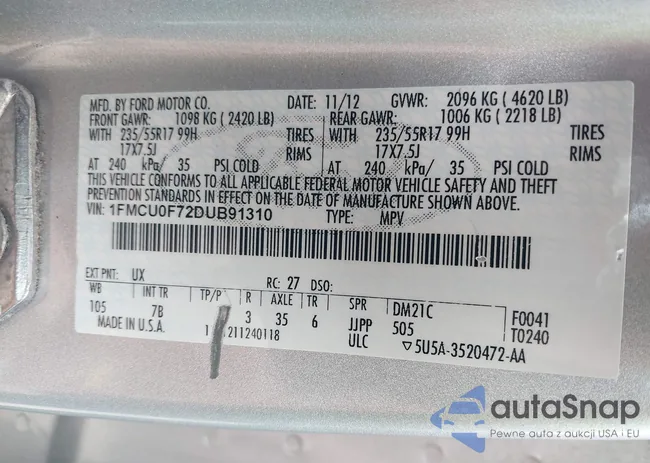 MFD. BY FORD MOTOR CO. DATE: 11/12 GVWR: 2096 KG ( 4620 LB)
FRONT GAWR: 1098 KG ( 2420 LB) REAR GAWR: 1006 KG ( 2218 LB)
WITH 235/55R17 99H TIRES WITH 235/55R17 99H TIRES
17X7.5J RIMS 17X7.5J RIMS
AT 240 kPa/ 35 PSI COLD AT 240 kPa/ 35 PSI COLD
THIS VEHICLE CONFORMS TO ALL APPLICABLE FEDERAL MOTOR VEHICLE SAFETY AND THEFT
PREVENTION STANDARDS IN EFFECT ON THE DATE OF MANUFACTURE SHOWN ABOVE.
VIN: 1FMCU0F72DUB91310 TYPE: MPV
EXT PNT: UX RC: 27 DSO:
WB INT TR TP/P R AXLE TR SPR DM21C F0041
105 7B 3 35 6 JJPP 505 T0240
MADE IN U.S.A. 1 211240118 ULC ▽5U5A-3520472-AA
autaSnap
Pewne auta z aukcji USA i EU